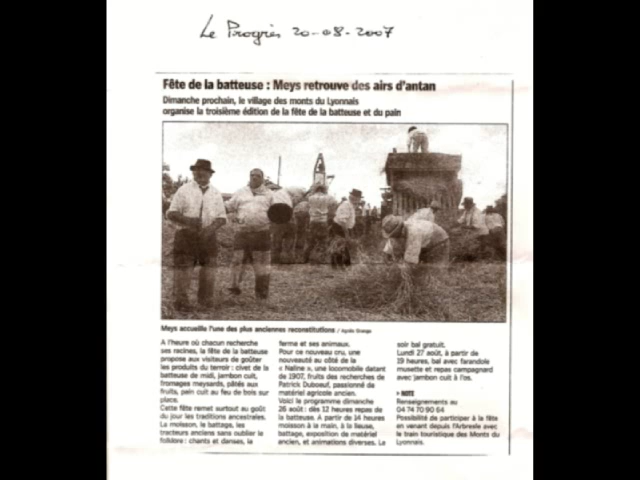 Le Progrès 20-08-2007
Fête de la batteuse : Meys retrouve des airs d'antan
Dimanche prochain, le village des monts du Lyonnais
organise la troisième édition de la fête de la batteuse et du pain
Meys accueille l'une des plus anciennes reconstitutions / Agnès
A l'heure où chacun recherche
ses racines, la fête de la batteuse
propose aux visiteurs de goûter
les produits du terroir : civet de la
batteuse de midi, jambon cuit,
fromages meysards, pâtés aux
fruits, pain cuit au feu de bois sur
place.
Cette fête remet surtout au goût
du jour les traditions ancestrales.
La moisson, le battage, les
tracteurs anciens sans oublier le
folklore : chants et danses, la
ferme et ses animaux.
Pour ce nouveau cru, une
nouveauté au côté de la
« Naline », une locomobile datant
de 1907, fruits des recherches de
Patrick Duboeuf, passionné de
matériel agricole ancien.
Voici le programme dimanche
26 août : dès 12 heures repas de
la batteuse. A partir de 14 heures
moisson à la main, à la lieuse,
battage, exposition de matériel
ancien, et animations diverses. Le
soir bal gratuit.
Lundi 27 août, à partir de
19 heures, bal avec farandole
musette et repas campagnard
avec jambon cuit à l'os.
> NOTE
Renseignements au
04 74 70 90 64
Possibilité de participer à la fête
en venant depuis l'Arbresle avec
le train touristique des Monts du
Lyonnais.